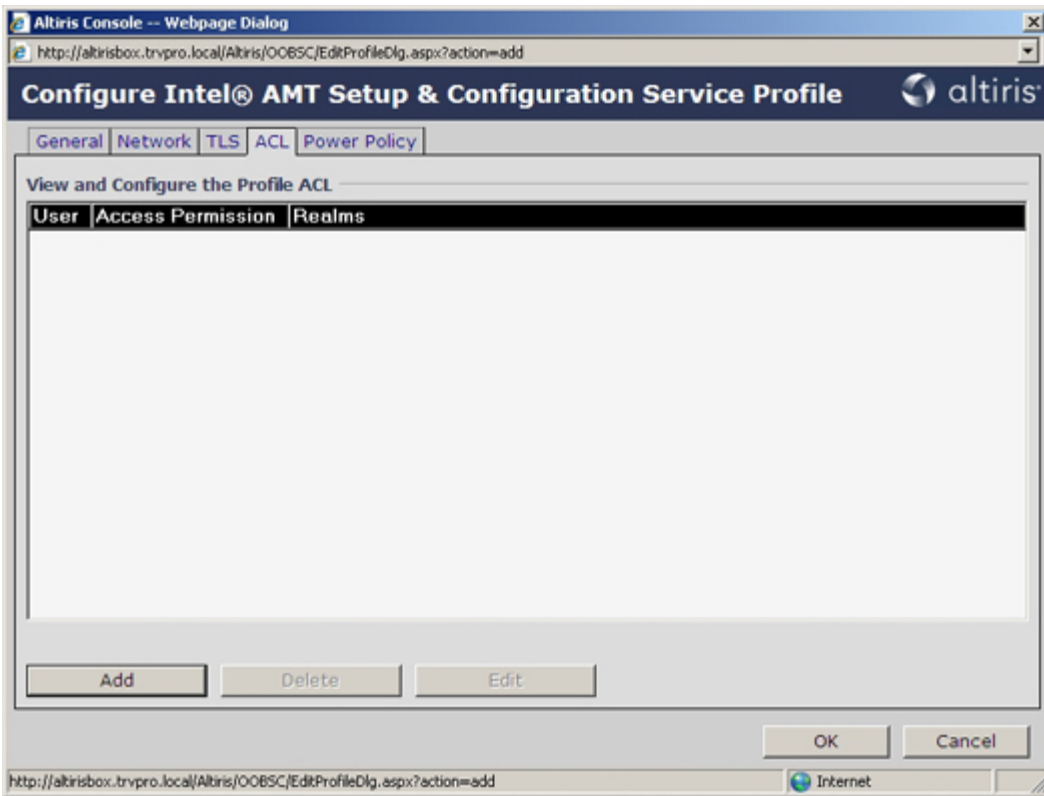 Altiris Console -- Webpage Dialog
http://altirisbox.trvpro.local/Altiris/OOBSC/EditProfileDlg.aspx?action=add
Configure Intel® AMT Setup & Configuration Service Profile
altiris
General Network TLS ACL Power Policy
View and Configure the Profile ACL
User Access Permission Realms
Add Delete Edit
OK Cancel
http://altirisbox.trvpro.local/Altiris/OOBSC/EditProfileDlg.aspx?action=add Internet